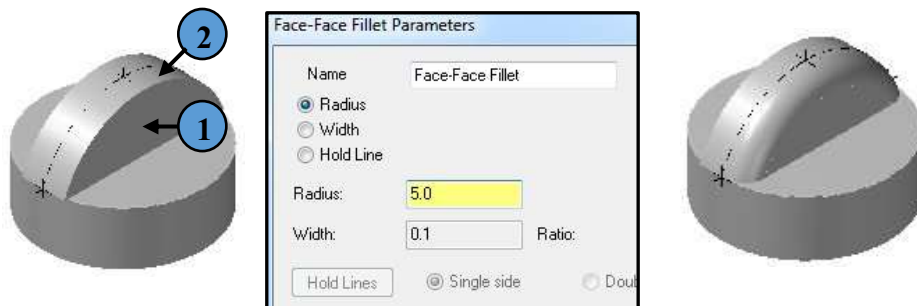 2
1
Face-Face Fillet Parameters
Name Face-Face Fillet
Radius
Width
Hold Line
Radius: 5.0
Width: 0.1 Ratio:
Hold Lines Single side Doub